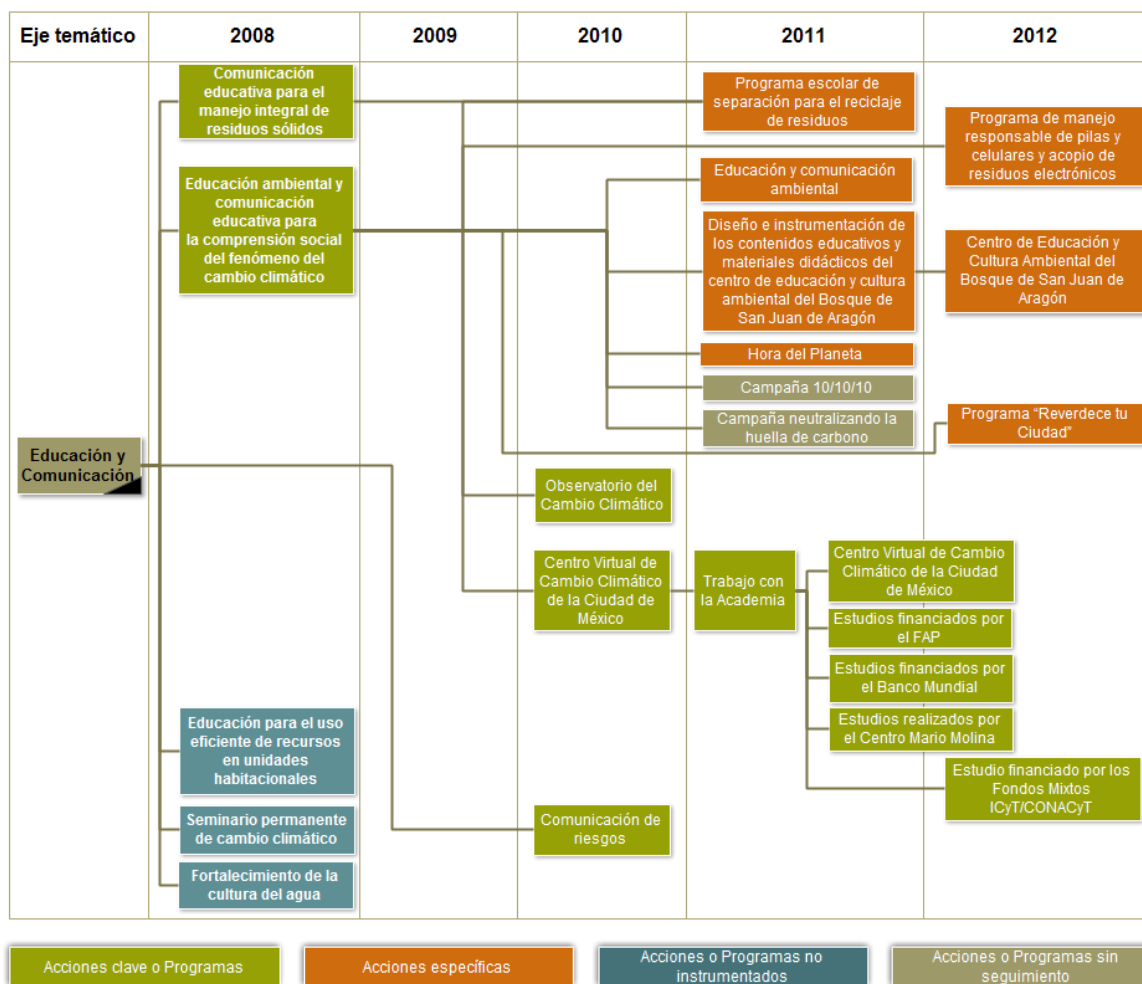 Eje temático
2008
2009
2010
2011
2012
Comunicación
educativa para el
manejo integral de
residuos sólidos
Programa escolar de
separación para el reciclaje
de residuos
Programa de manejo
responsable de pilas y
celulares y acopio de
residuos electrónicos
Educación ambiental y
comunicación
educativa para
la comprensión social
del fenómeno del
cambio climático
Educación y comunicación
ambiental
Diseño e instrumentación de
los contenidos educativos y
materiales didácticos del
centro de educación y cultura
ambiental del Bosque de
San Juan de Aragón
Centro de Educación y
Cultura Ambiental del
Bosque de San Juan de
Aragón
Hora del Planeta
Campaña 10/10/10
Campaña neutralizando la
huella de carbono
Programa “Reverdece tu
Ciudad”
Educación y
Comunicación
Observatorio del
Cambio Climático
Centro Virtual de
Cambio Climático
de la Ciudad de
México
Trabajo con
la Academia
Centro Virtual de Cambio
Climático de la Ciudad
de México
Estudios financiados por
el FAP
Estudios financiados por
el Banco Mundial
Estudios realizados por
el Centro Mario Molina
Estudio financiado por los
Fondos Mixtos
ICyT/CONACyT
Educación para el uso
eficiente de recursos
en unidades
habitacionales
Seminario permanente
de cambio climático
Comunicación de
riesgos
Fortalecimiento de la
cultura del agua
Acciones clave o Programas
Acciones específicas
Acciones o Programas no
instrumentados
Acciones o Programas sin
seguimiento